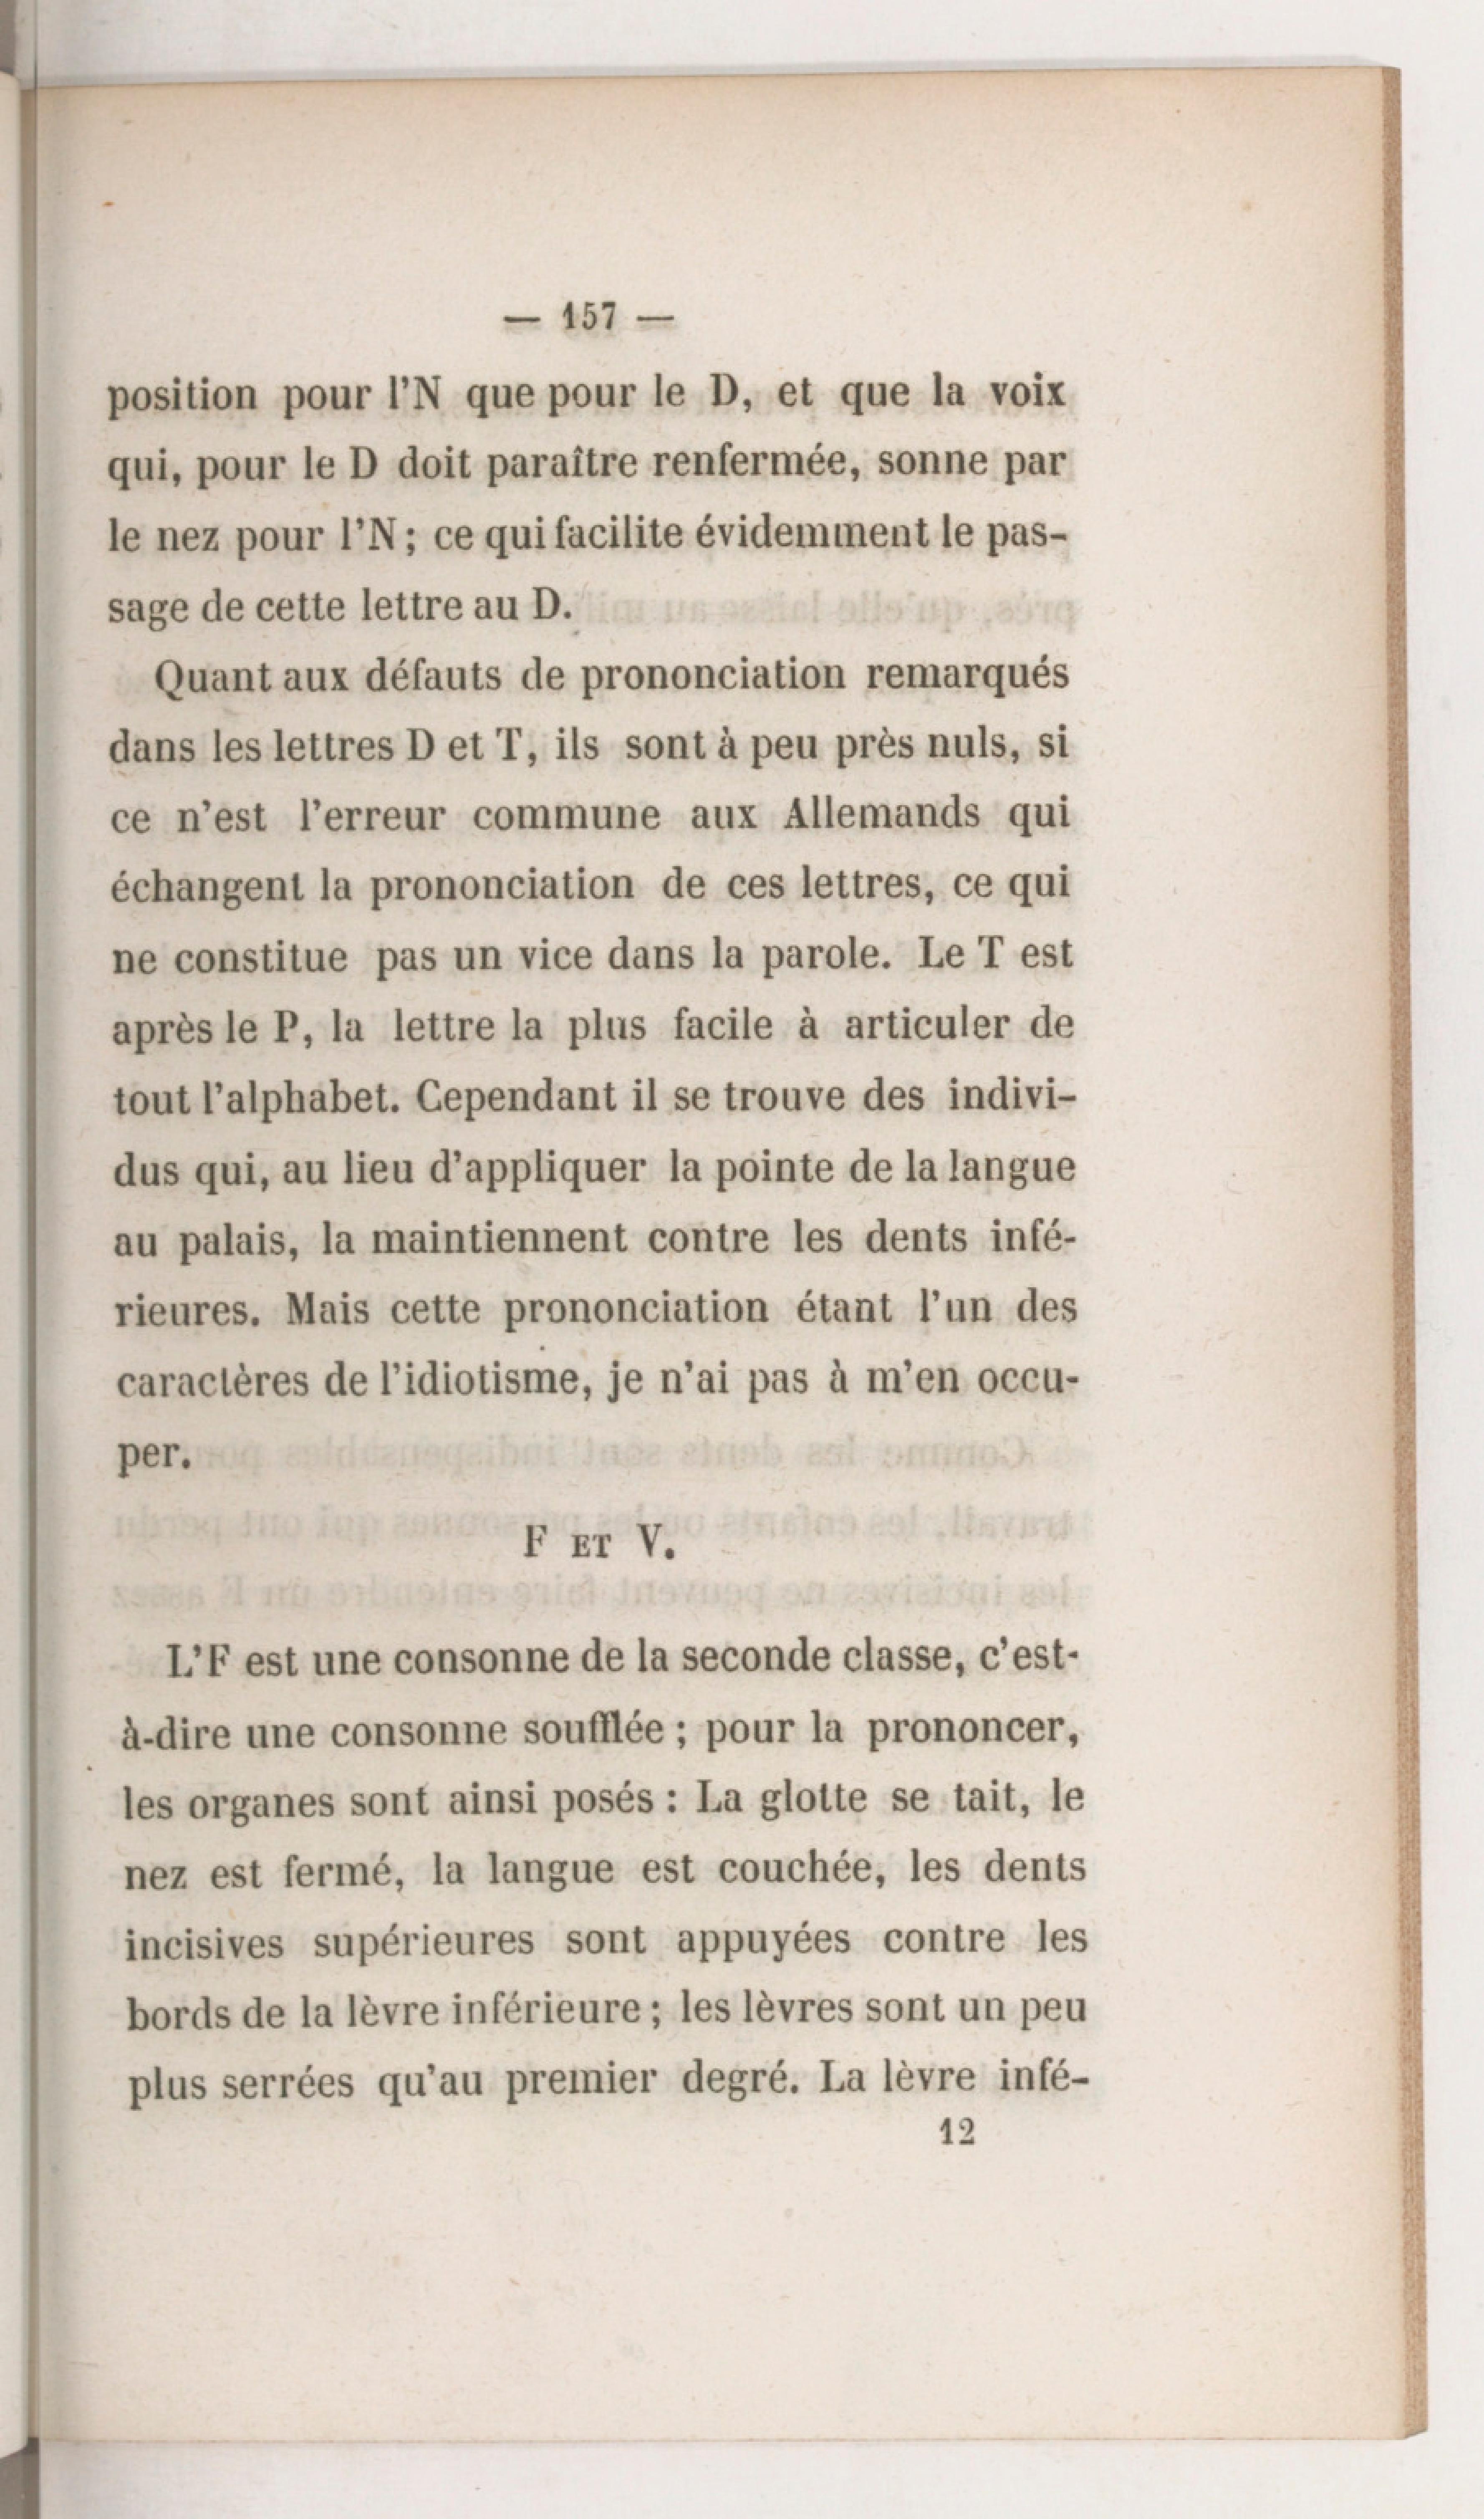 — 157 —
position pour l'N que pour le D, et que la voix
qui, pour le D doit paraître renfermée, sonne par
le nez pour l'N; ce qui facilite évidemment le pas-
sage de cette lettre au D.
Quant aux défauts de prononciation remarqués
dans les lettres D et T, ils sont à peu près nuls, si
ce n'est l'erreur commune aux Allemands qui
échangent la prononciation de ces lettres, ce qui
ne constitue pas un vice dans la parole. Le T est
après le P, la lettre la plus facile à articuler de
tout l'alphabet. Cependant il se trouve des indivi-
dus qui, au lieu d'appliquer la pointe de la langue
au palais, la maintiennent contre les dents infé-
rieures. Mais cette prononciation étant l'un des
caractères de l'idiotisme, je n'ai pas à m'en occu-
per.
F ET V.
L'F est une consonne de la seconde classe, c'est-
à-dire une consonne soufflée ; pour la prononcer,
les organes sont ainsi posés : La glotte se tait, le
nez est fermé, la langue est couchée, les dents
incisives supérieures sont appuyées contre les
bords de la lèvre inférieure ; les lèvres sont un peu
plus serrées qu'au premier degré. La lèvre infé-
12